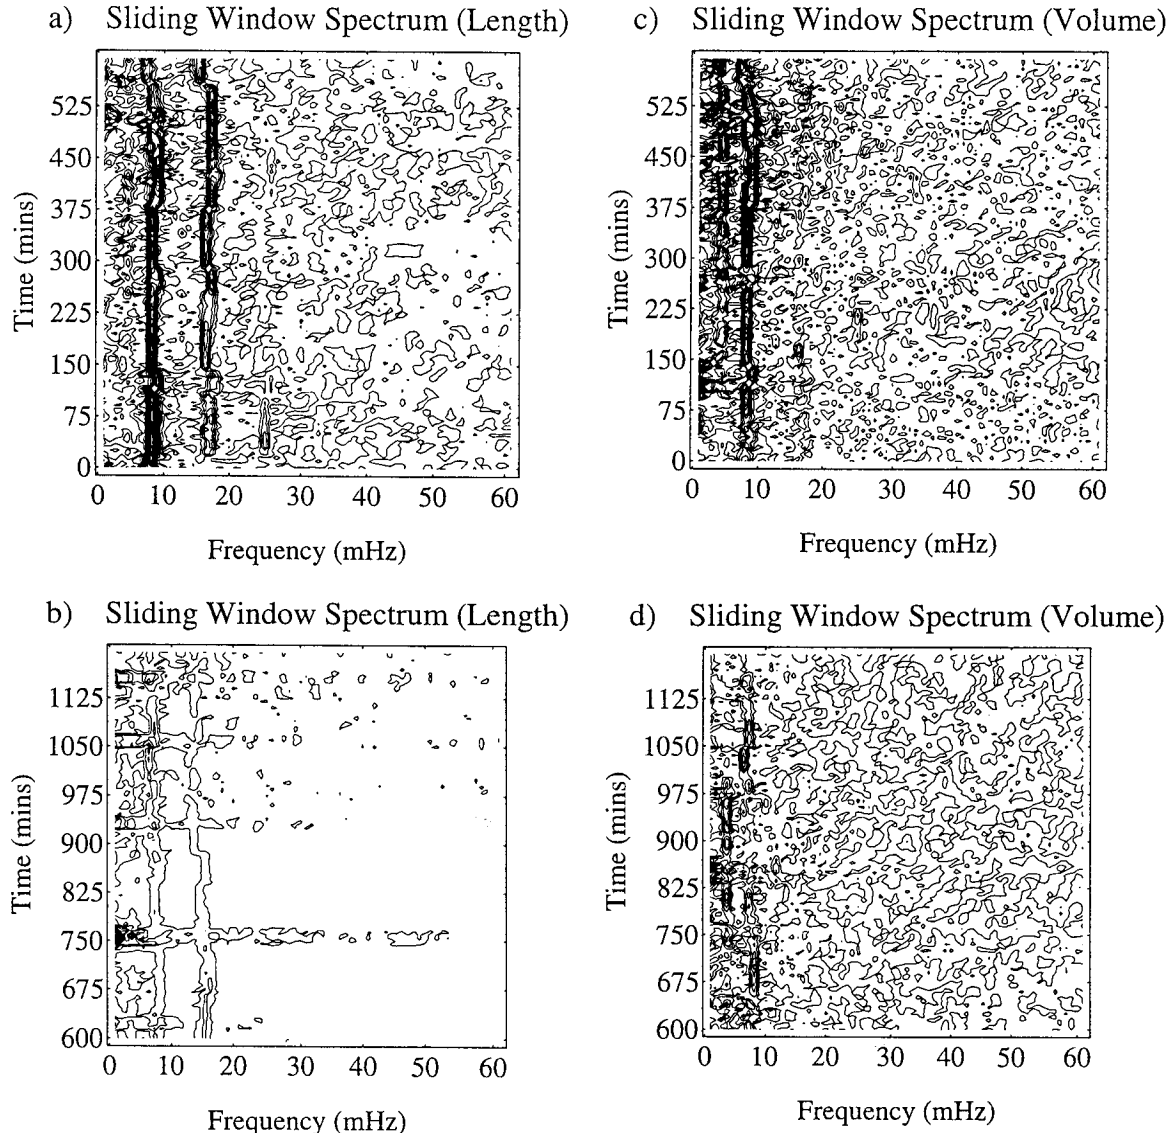 a) Sliding Window Spectrum (Length)
525
450
375
300
225
150
75
0
Time (mins)
0 10 20 30 40 50 60
Frequency (mHz)
c) Sliding Window Spectrum (Volume)
525
450
375
300
225
150
75
0
Time (mins)
0 10 20 30 40 50 60
Frequency (mHz)
b) Sliding Window Spectrum (Length)
1125
1050
975
900
825
750
675
600
Time (mins)
0 10 20 30 40 50 60
Frequency (mHz)
d) Sliding Window Spectrum (Volume)
1125
1050
975
900
825
750
675
600
Time (mins)
0 10 20 30 40 50 60
Frequency (mHz)